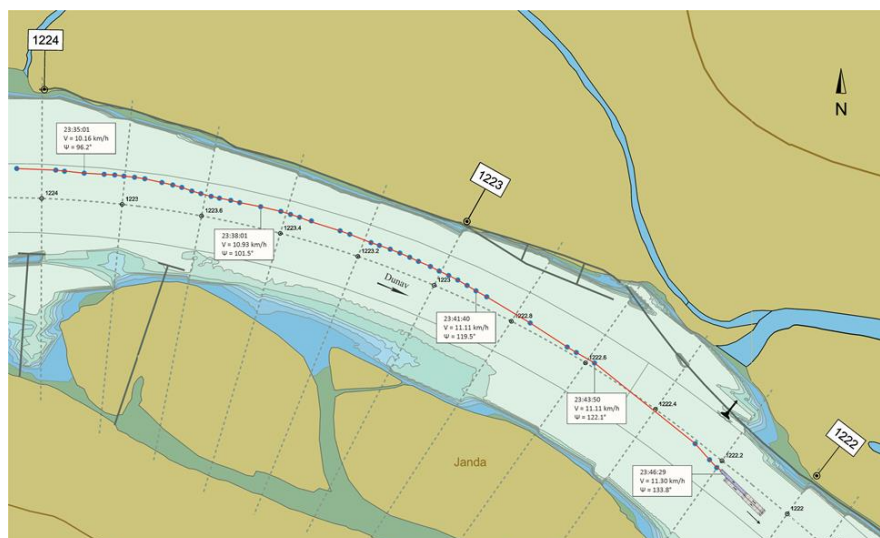 1224
N
23:35:01
V = 10.16 km/h
Ψ = 96.2°
1223
1224
1223
1223.6
1223.4
23:38:01
V = 10.93 km/h
Ψ = 101.5°
1223.2
1223
Dunav
23:41:40
V = 11.11 km/h
Ψ = 119.5°
1222.8
1222.6
23:43:50
V = 11.11 km/h
Ψ = 122.1°
1222.4
1222
Janda
1222.2
23:46:29
V = 11.30 km/h
Ψ = 133.8°
1222